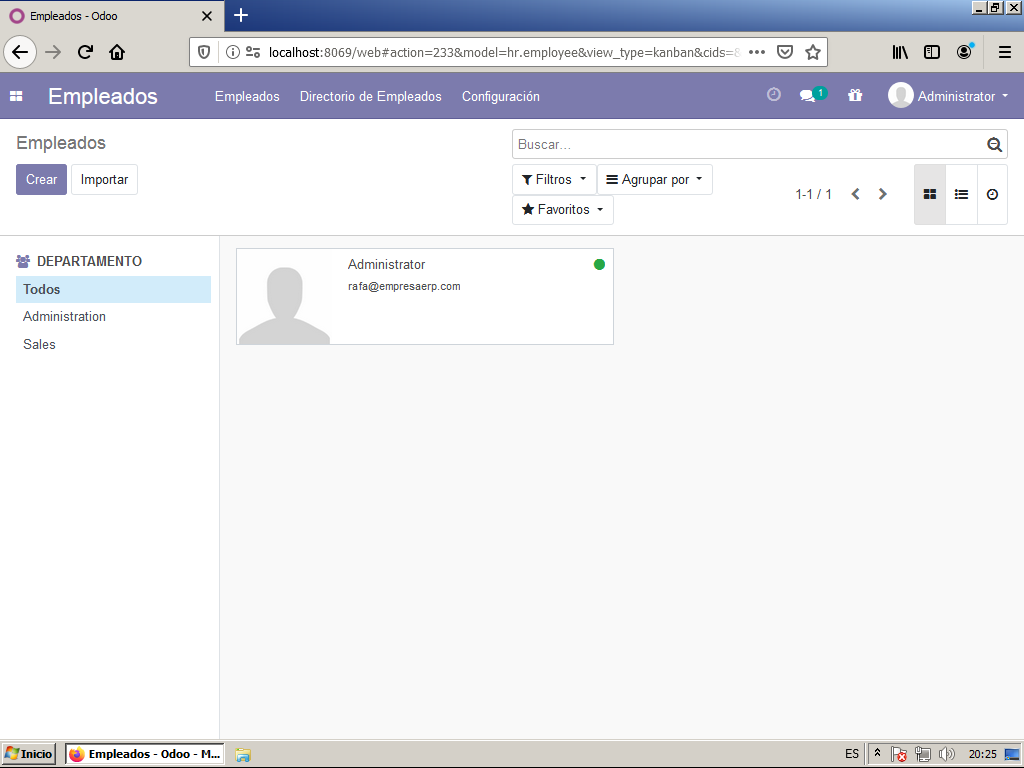 Empleados - Odoo
localhost:8069/web#action=233&model=hr.employee&view_type=kanban&cids=8
Empleados
Empleados Directorio de Empleados Configuración
1
Administrator
Empleados
Buscar...
Crear Importar
Filtros Agrupar por
Favoritos
1-1 / 1
DEPARTAMENTO
Todos
Administration
Sales
Administrator
rafa@empresaerp.com
Inicio
Empleados - Odoo - M...
ES
20:25